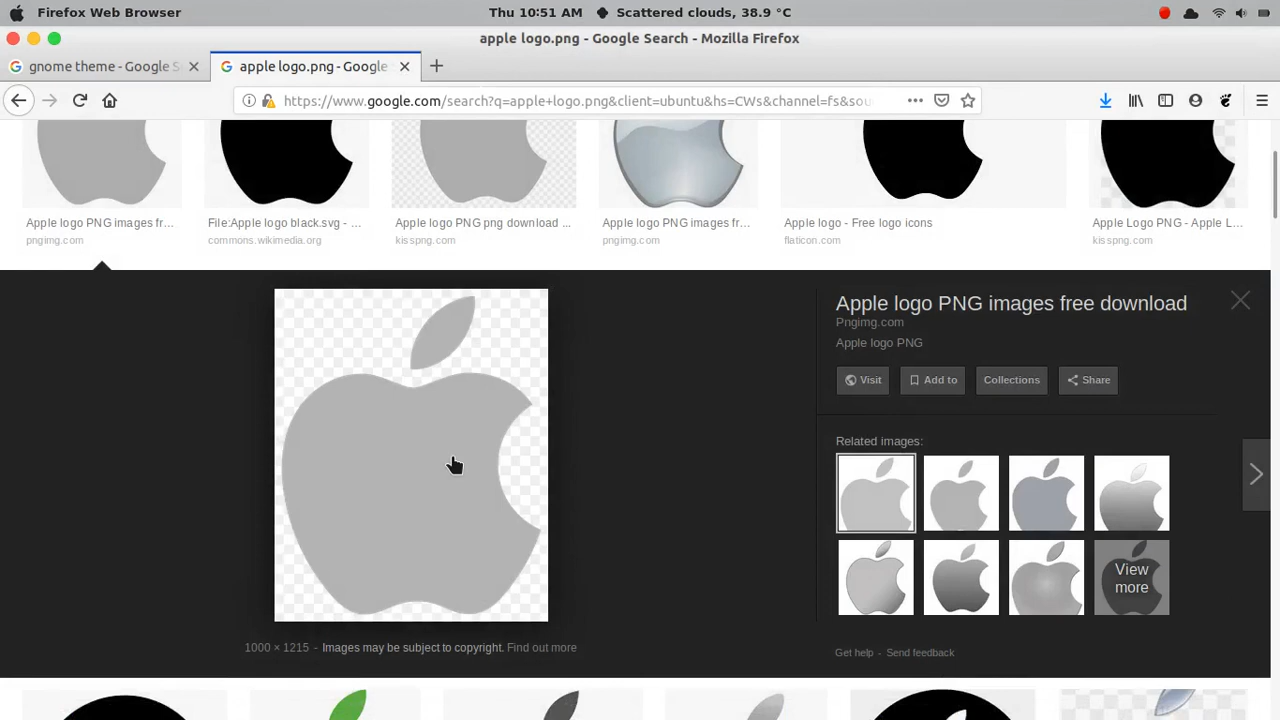 Firefox Web Browser
Thu 10:51 AM
Scattered clouds, 38.9 °C
apple logo.png - Google Search - Mozilla Firefox
gnome theme - Google S
apple logo.png - Google
https://www.google.com/search?q=apple+logo.png&client=ubuntu&hs=CWs&channel=fs&sou
Apple logo PNG images fr...
File:Apple logo black.svg - ...
Apple logo PNG png download ...
Apple logo PNG images fr...
Apple logo - Free logo icons
Apple Logo PNG - Apple L...
pngimg.com
commons.wikimedia.org
kisspng.com
pngimg.com
flaticon.com
kisspng.com
Apple logo PNG images free download
Pngimg.com
Apple logo PNG
Visit
Add to
Collections
Share
Related images:
View
more
1000 × 1215 - Images may be subject to copyright. Find out more
Get help - Send feedback